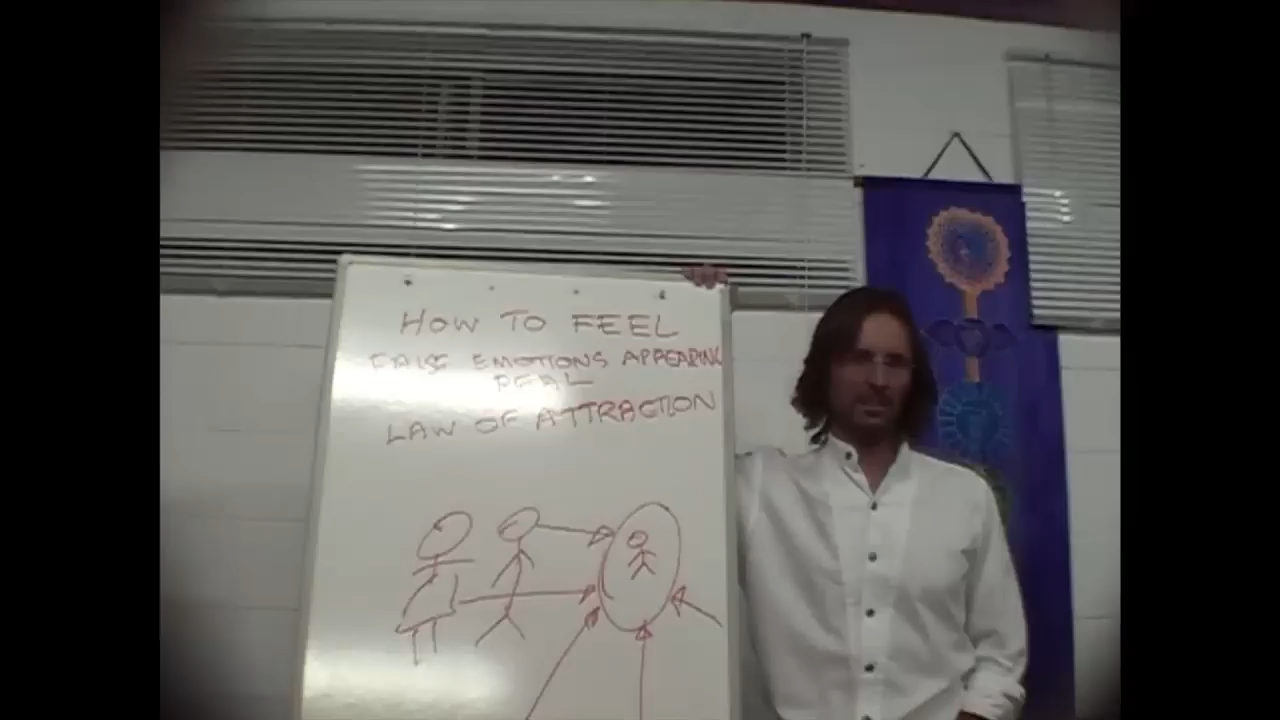 HOW TO FEEL
FALSE EMOTIONS APPEARING
REAL
LAW OF ATTRACTION